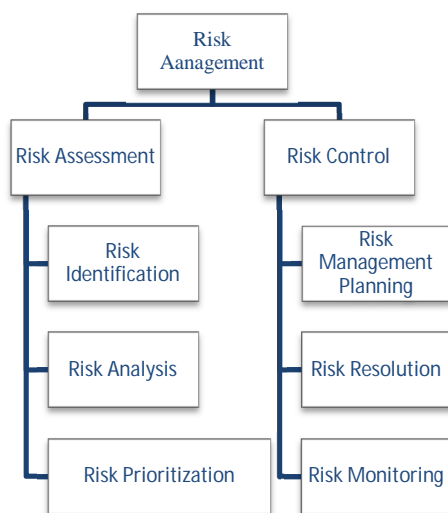 Risk
Aanagement
Risk Assessment
Risk Control
Risk
Identification
Risk
Management
Planning
Risk Analysis
Risk Resolution
Risk Prioritization
Risk Monitoring